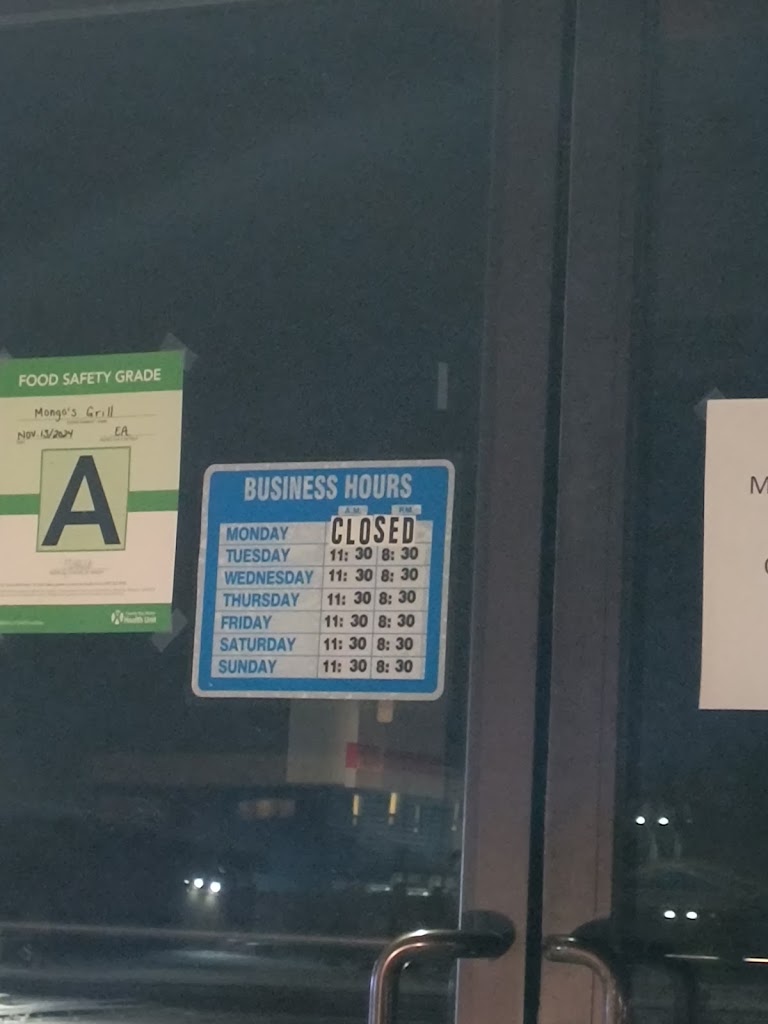 FOOD SAFETY GRADE
Mongo's Grill
NOV 13/2024 EA
A
Health Unit
BUSINESS HOURS
A.M. P.M.
MONDAY CLOSED
TUESDAY 11: 30 8: 30
WEDNESDAY 11: 30 8: 30
THURSDAY 11: 30 8: 30
FRIDAY 11: 30 8: 30
SATURDAY 11: 30 8: 30
SUNDAY 11: 30 8: 30
M